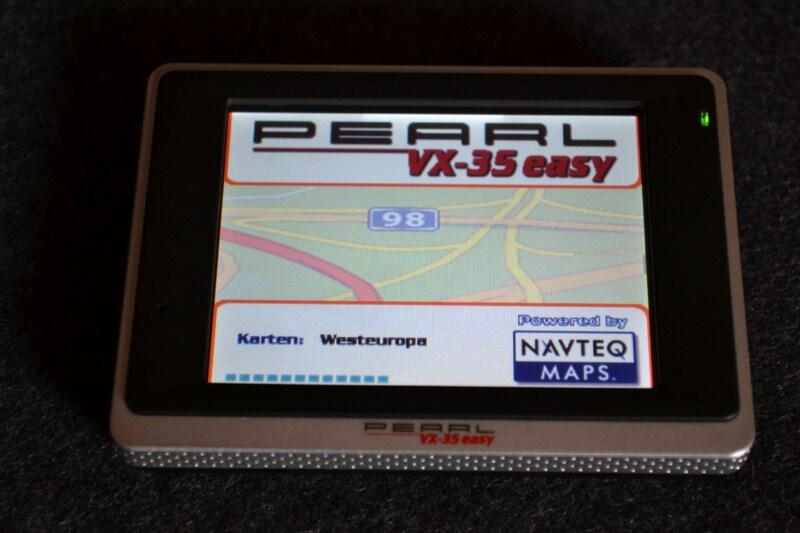 PEARL
VX-35 easy
98
Powered by
Karten: Westeuropa
NAVTEQ
MAPS.
PEARL
VX-35 easy